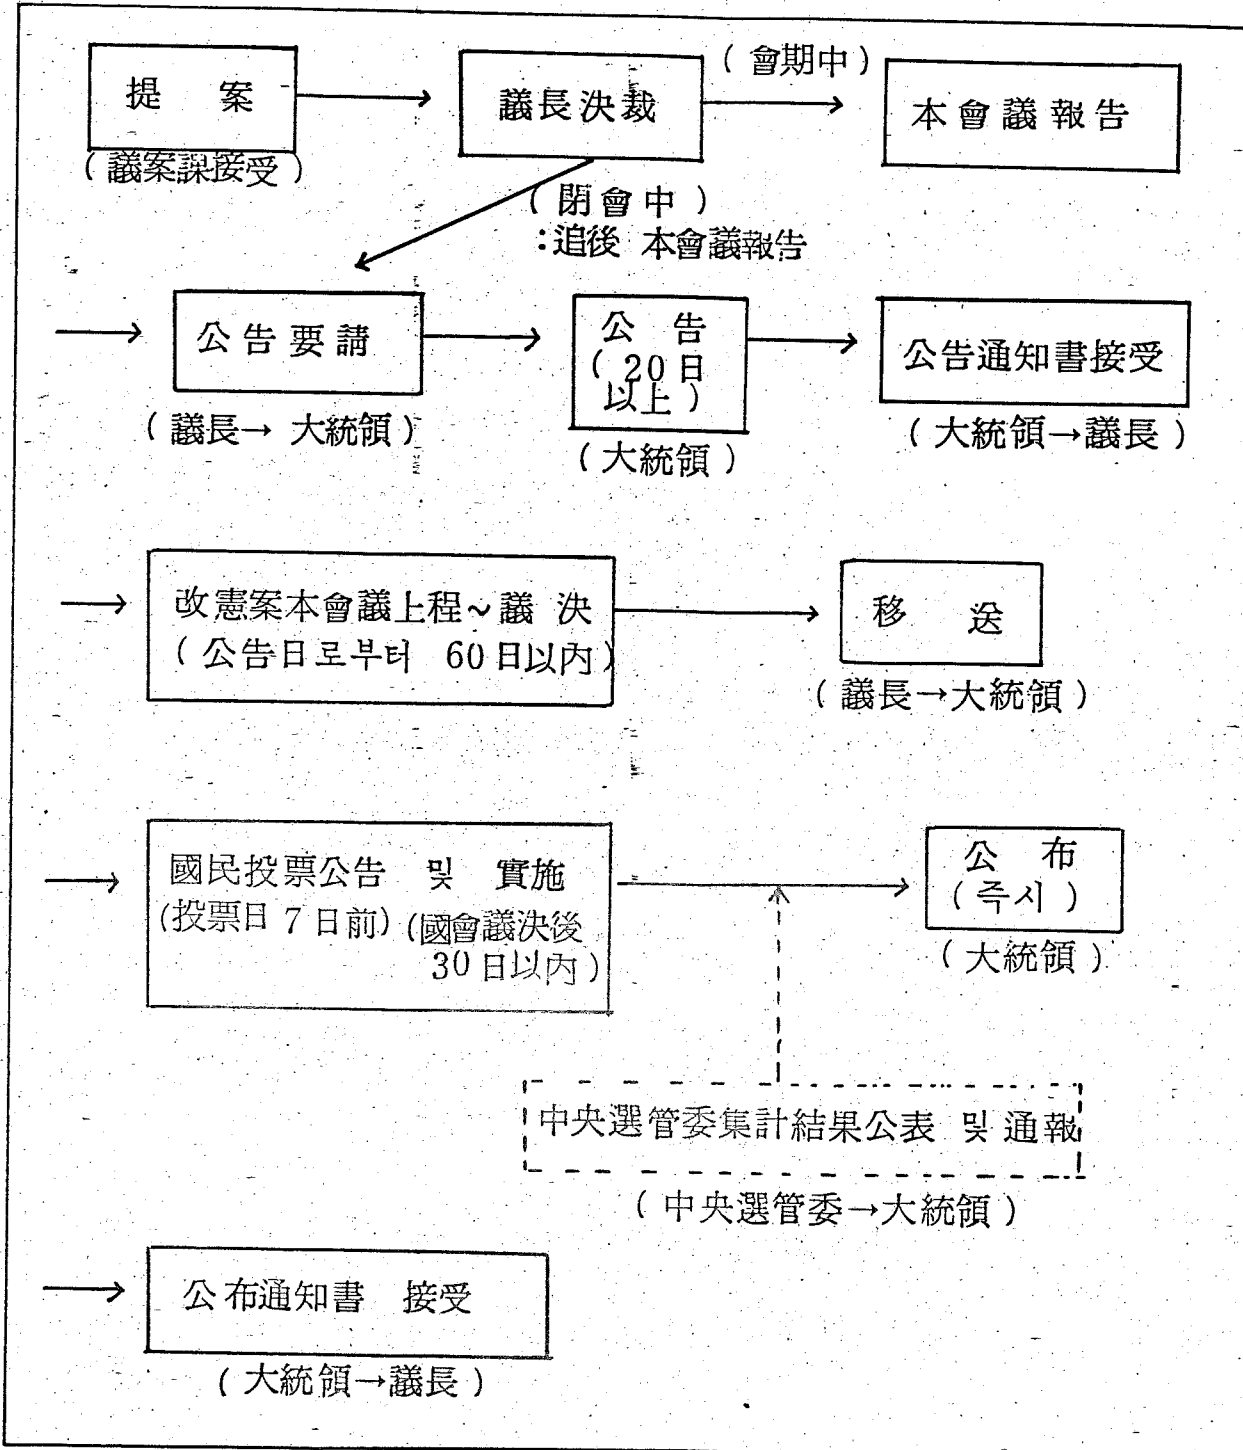 提 案
(議案課接受)
議長決裁
(會期中)
本會議報告
(閉會中)
:追後 本會議報告
公告要請
(議長→ 大統領)
公 告
(20日
以上)
(大統領)
公告通知書接受
(大統領→議長)
改憲案本會議上程~議 決
(公告日로부터 60日以內)
移 送
(議長→大統領)
國民投票公告 및 實施
(投票日 7日前)
(國會議決後
30日以內)
公 布
(즉시)
(大統領)
中央選管委集計結果公表 및 通報
(中央選管委→大統領)
公布通知書 接受
(大統領→議長)